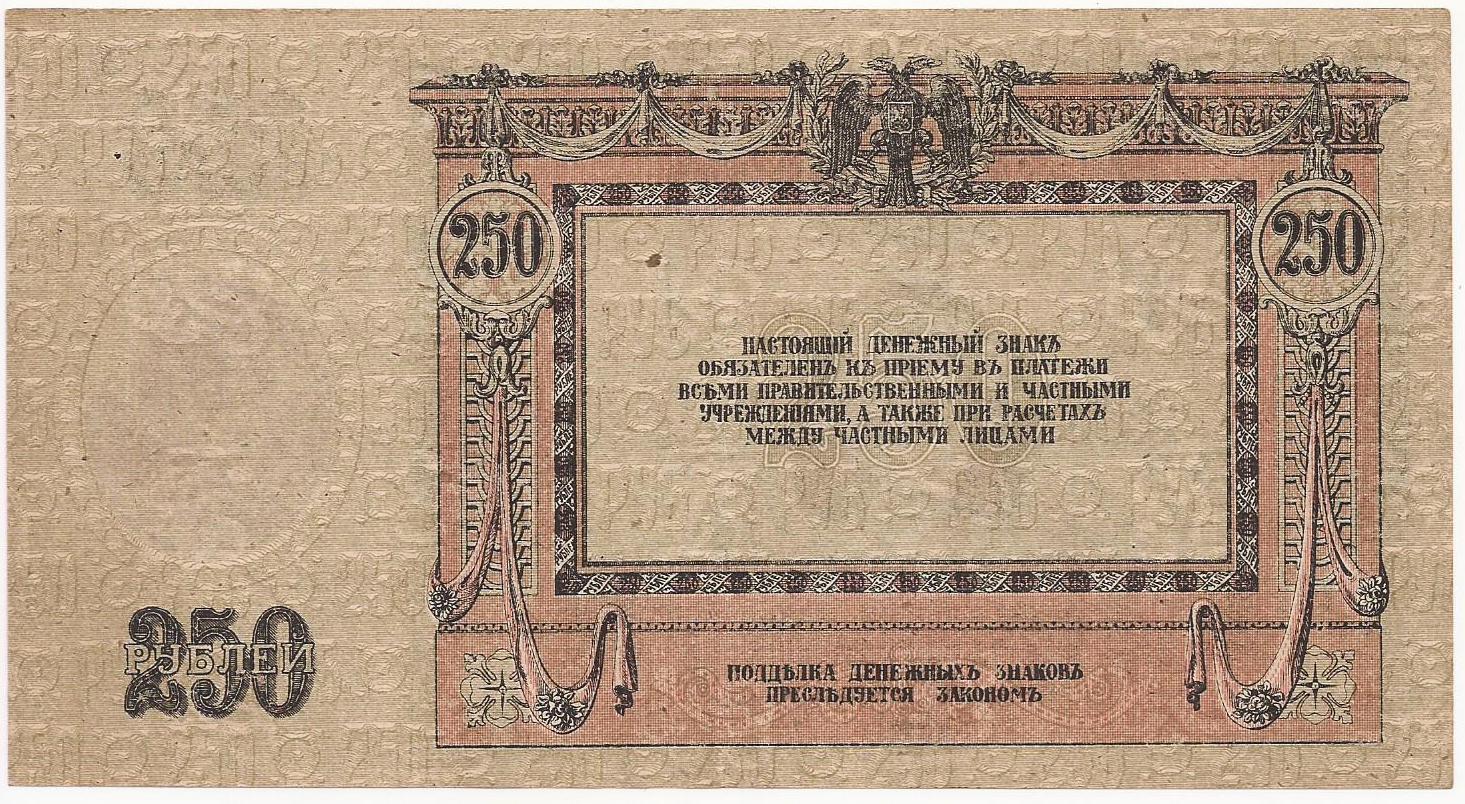 250
250
НАСТОЯЩІЙ ДЕНЕЖНЫЙ ЗНАКЪ
ОБЯЗАТЕЛЕНЪ КЪ ПРІЕМУ ВЪ ПЛАТЕЖИ
ВСѢМИ ПРАВИТЕЛЬСТВЕННЫМИ И ЧАСТНЫМИ
УЧРЕЖДЕНІЯМИ, А ТАКЖЕ ПРИ РАСЧЕТАХЪ
МЕЖДУ ЧАСТНЫМИ ЛИЦАМИ
250
250
РУБЛЕЙ
ПОДДѢЛКА ДЕНЕЖНЫХЪ ЗНАКОВЪ
ПРЕСЛѢДУЕТСЯ ЗАКОНОМЪ